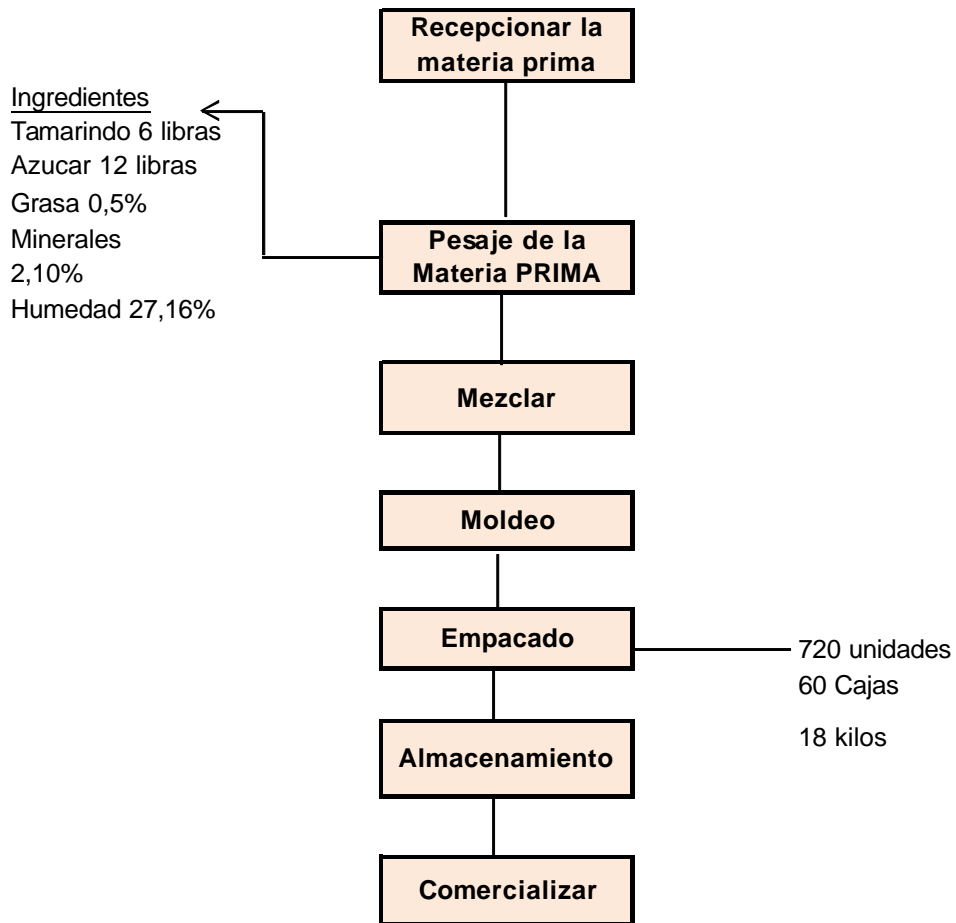 Recepcionar la
materia prima
Ingredientes
Tamarindo 6 libras
Azucar 12 libras
Grasa 0,5%
Minerales
2,10%
Humedad 27,16%
Pesaje de la
Materia PRIMA
Mezclar
Moldeo
Empacado
720 unidades
60 Cajas
18 kilos
Almacenamiento
Comercializar